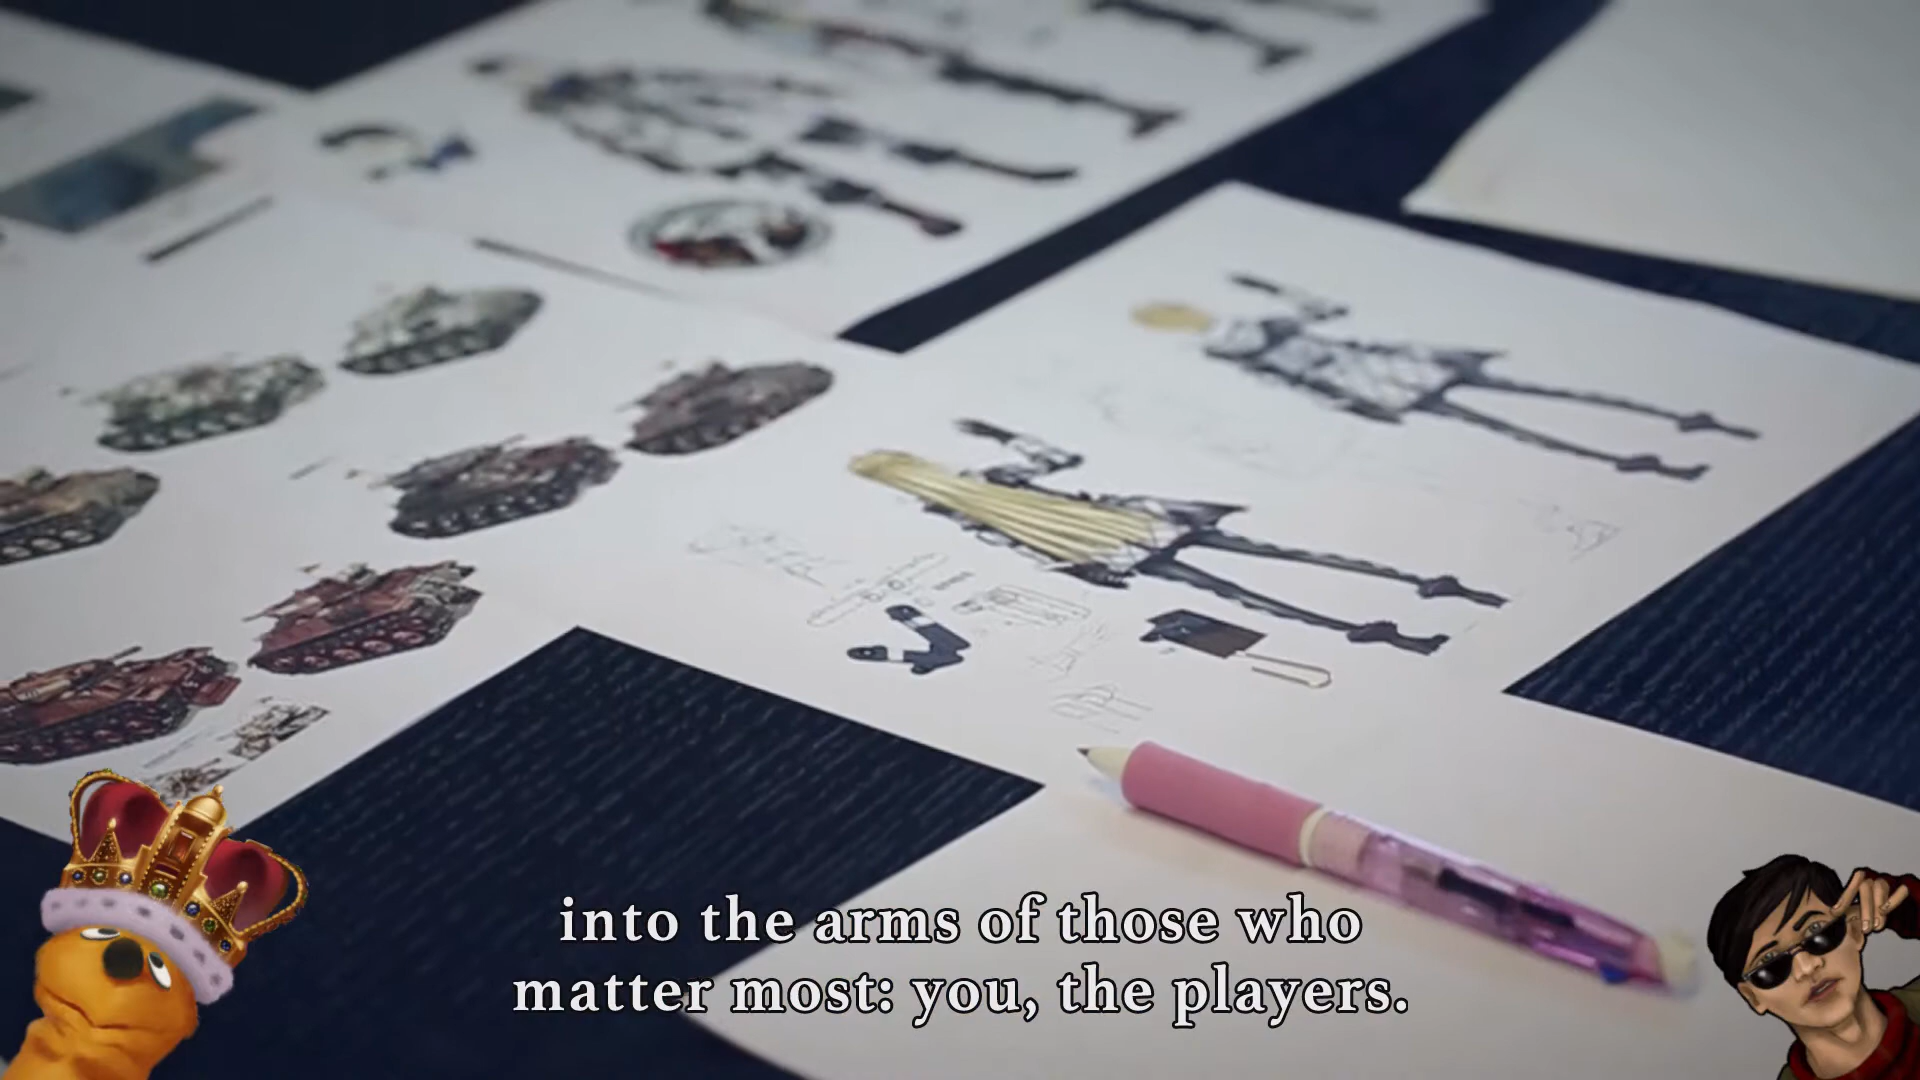 into the arms of those who
matter most: you, the players.